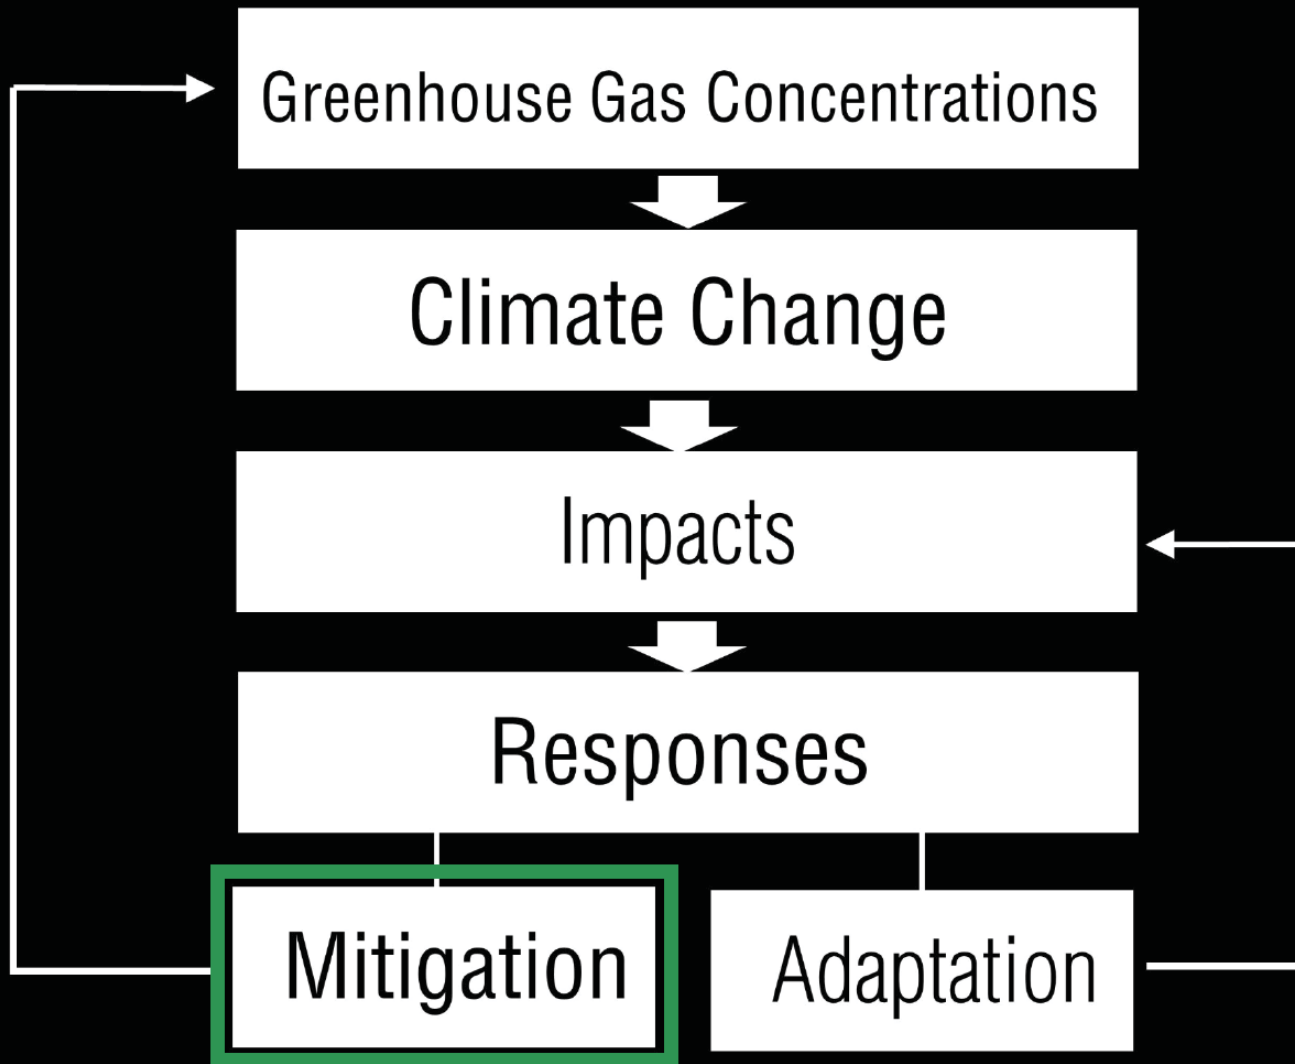 Greenhouse Gas Concentrations
Climate Change
Impacts
Responses
Mitigation
Adaptation